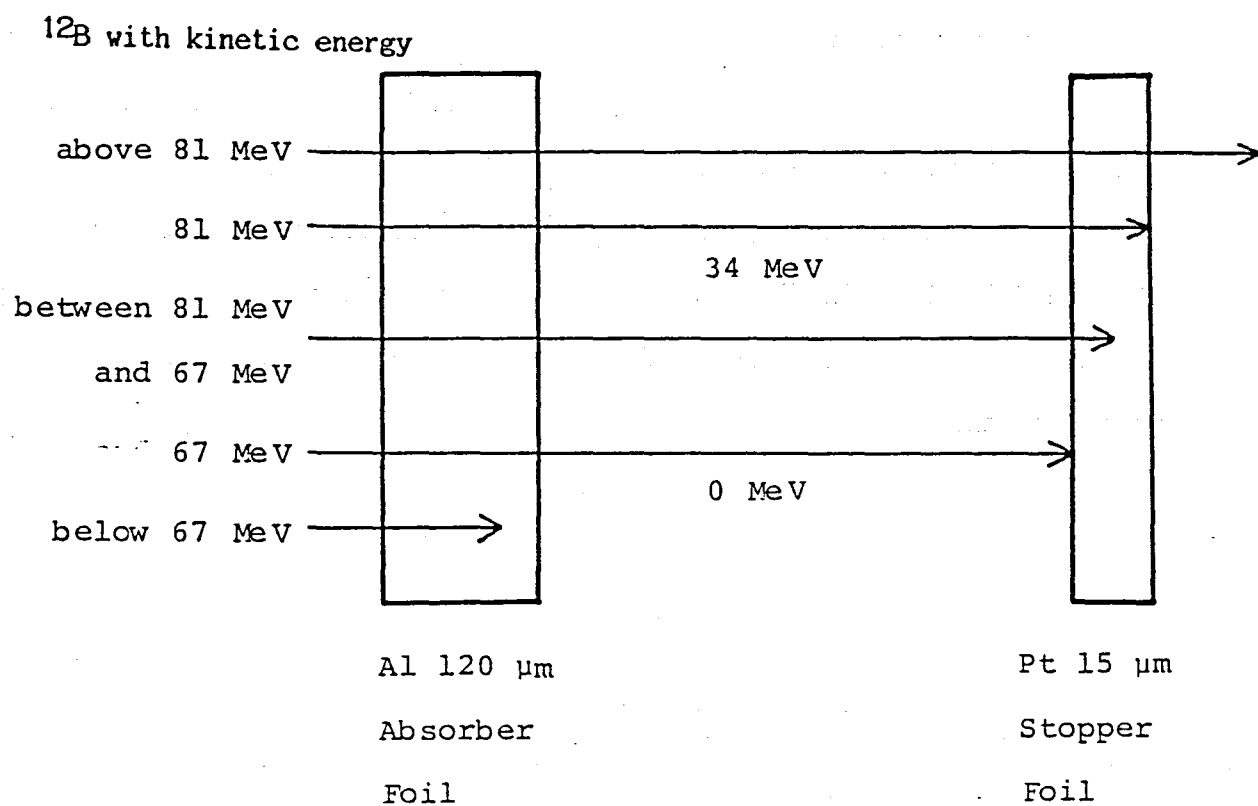 12B with kinetic energy
above 81 MeV
81 MeV
34 MeV
between 81 MeV
and 67 MeV
67 MeV
0 MeV
below 67 MeV
Al 120 µm
Absorber
Foil
Pt 15 µm
Stopper
Foil